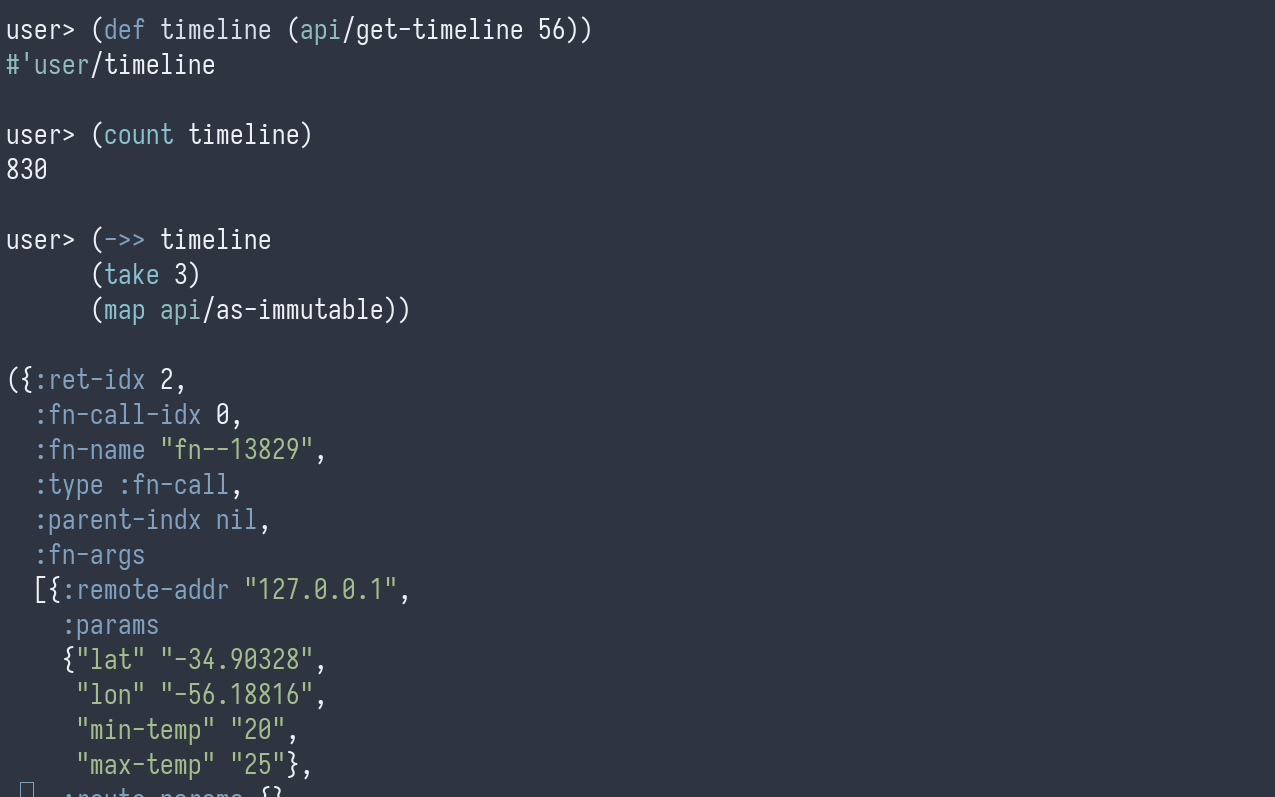 user> (def timeline (api/get-timeline 56))
#'user/timeline
user> (count timeline)
830
user> (->> timeline
(take 3)
(map api/as-immutable))
({:ret-idx 2,
:fn-call-idx 0,
:fn-name "fn--13829",
:type :fn-call,
:parent-indx nil,
:fn-args
[{:remote-addr "127.0.0.1",
:params
{"lat" "-34.90328",
"lon" "-56.18816",
"min-temp" "20",
"max-temp" "25"},
:route-params {}